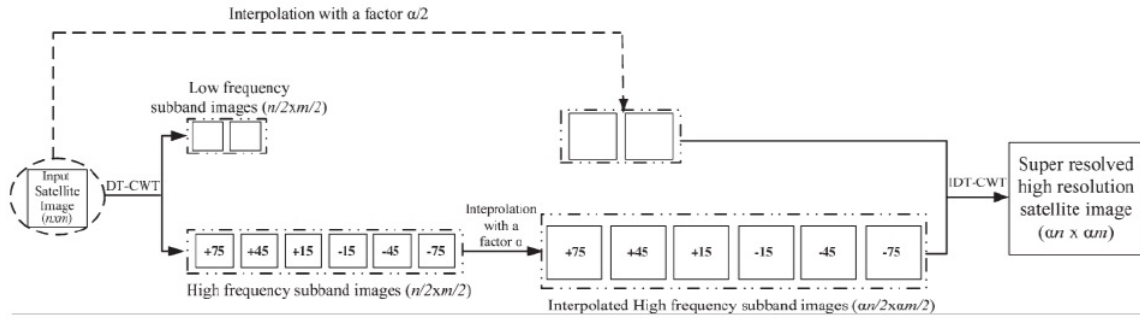 Interpolation with a factor α/2
Low frequency
subband images (n/2xm/2)
Input
Satellite
Image
(nxm)
DT-CWT
+75 +45 +15 -15 -45 -75
High frequency subband images (n/2xm/2)
Inteprolation
with a
factor α
+75 +45 +15 -15 -45 -75
Interpolated High frequency subband images (αn/2xαm/2)
IDT-CWT
Super resolved
high resolution
satellite image
(αn x αm)